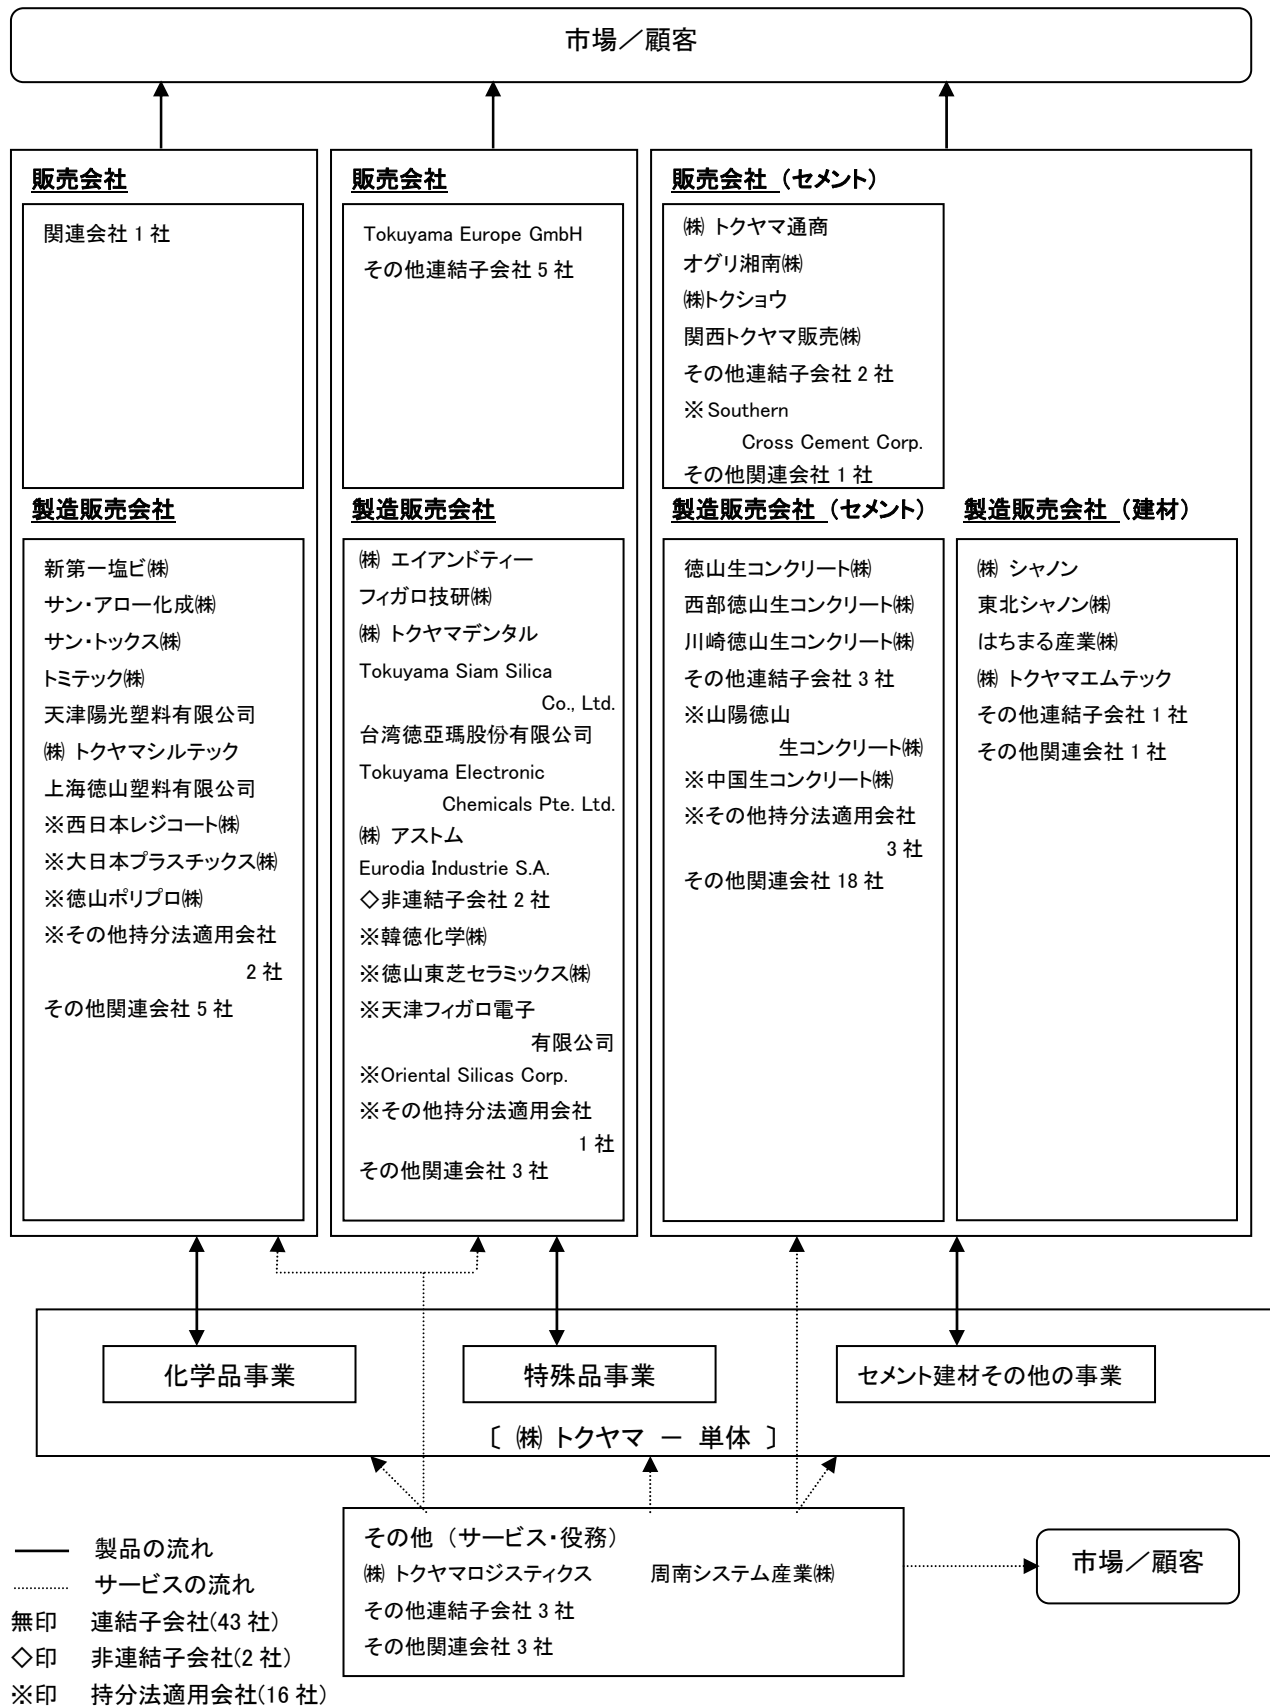 市場／顧客
販売会社
関連会社 1 社
製造販売会社
新第一塩ビ㈱
サン・アロー化成㈱
サン・トックス㈱
トミテック㈱
天津陽光塑料有限公司
㈱ トクヤマシルテック
上海徳山塑料有限公司
※西日本レジコート㈱
※大日本プラスチックス㈱
※徳山ポリプロ㈱
※その他持分法適用会社
2 社
その他関連会社 5 社
販売会社
Tokuyama Europe GmbH
その他連結子会社 5 社
製造販売会社
㈱ エイアンドティー
フィガロ技研㈱
㈱ トクヤマデンタル
Tokuyama Siam Silica
Co., Ltd.
台湾徳亞瑪股份有限公司
Tokuyama Electronic
Chemicals Pte. Ltd.
㈱ アストム
Eurodia Industrie S.A.
◇非連結子会社 2 社
※韓徳化学㈱
※徳山東芝セラミックス㈱
※天津フィガロ電子
有限公司
※Oriental Silicas Corp.
※その他持分法適用会社
1 社
その他関連会社 3 社
販売会社 （セメント）
㈱ トクヤマ通商
オグリ湘南㈱
㈱トクショウ
関西トクヤマ販売㈱
その他連結子会社 2 社
※Southern
Cross Cement Corp.
その他関連会社 1 社
製造販売会社 （セメント）
徳山生コンクリート㈱
西部徳山生コンクリート㈱
川崎徳山生コンクリート㈱
その他連結子会社 3 社
※山陽徳山
生コンクリート㈱
※中国生コンクリート㈱
※その他持分法適用会社
3 社
その他関連会社 18 社
製造販売会社 （建材）
㈱ シャノン
東北シャノン㈱
はちまる産業㈱
㈱ トクヤマエムテック
その他連結子会社 1 社
その他関連会社 1 社
化学品事業
特殊品事業
セメント建材その他の事業
〔 ㈱ トクヤマ － 単体 〕
その他 （サービス・役務）
㈱ トクヤマロジスティクス 周南システム産業㈱
その他連結子会社 3 社
その他関連会社 3 社
市場／顧客
製品の流れ
サービスの流れ
無印 連結子会社(43 社)
◇印 非連結子会社(2 社)
※印 持分法適用会社(16 社)